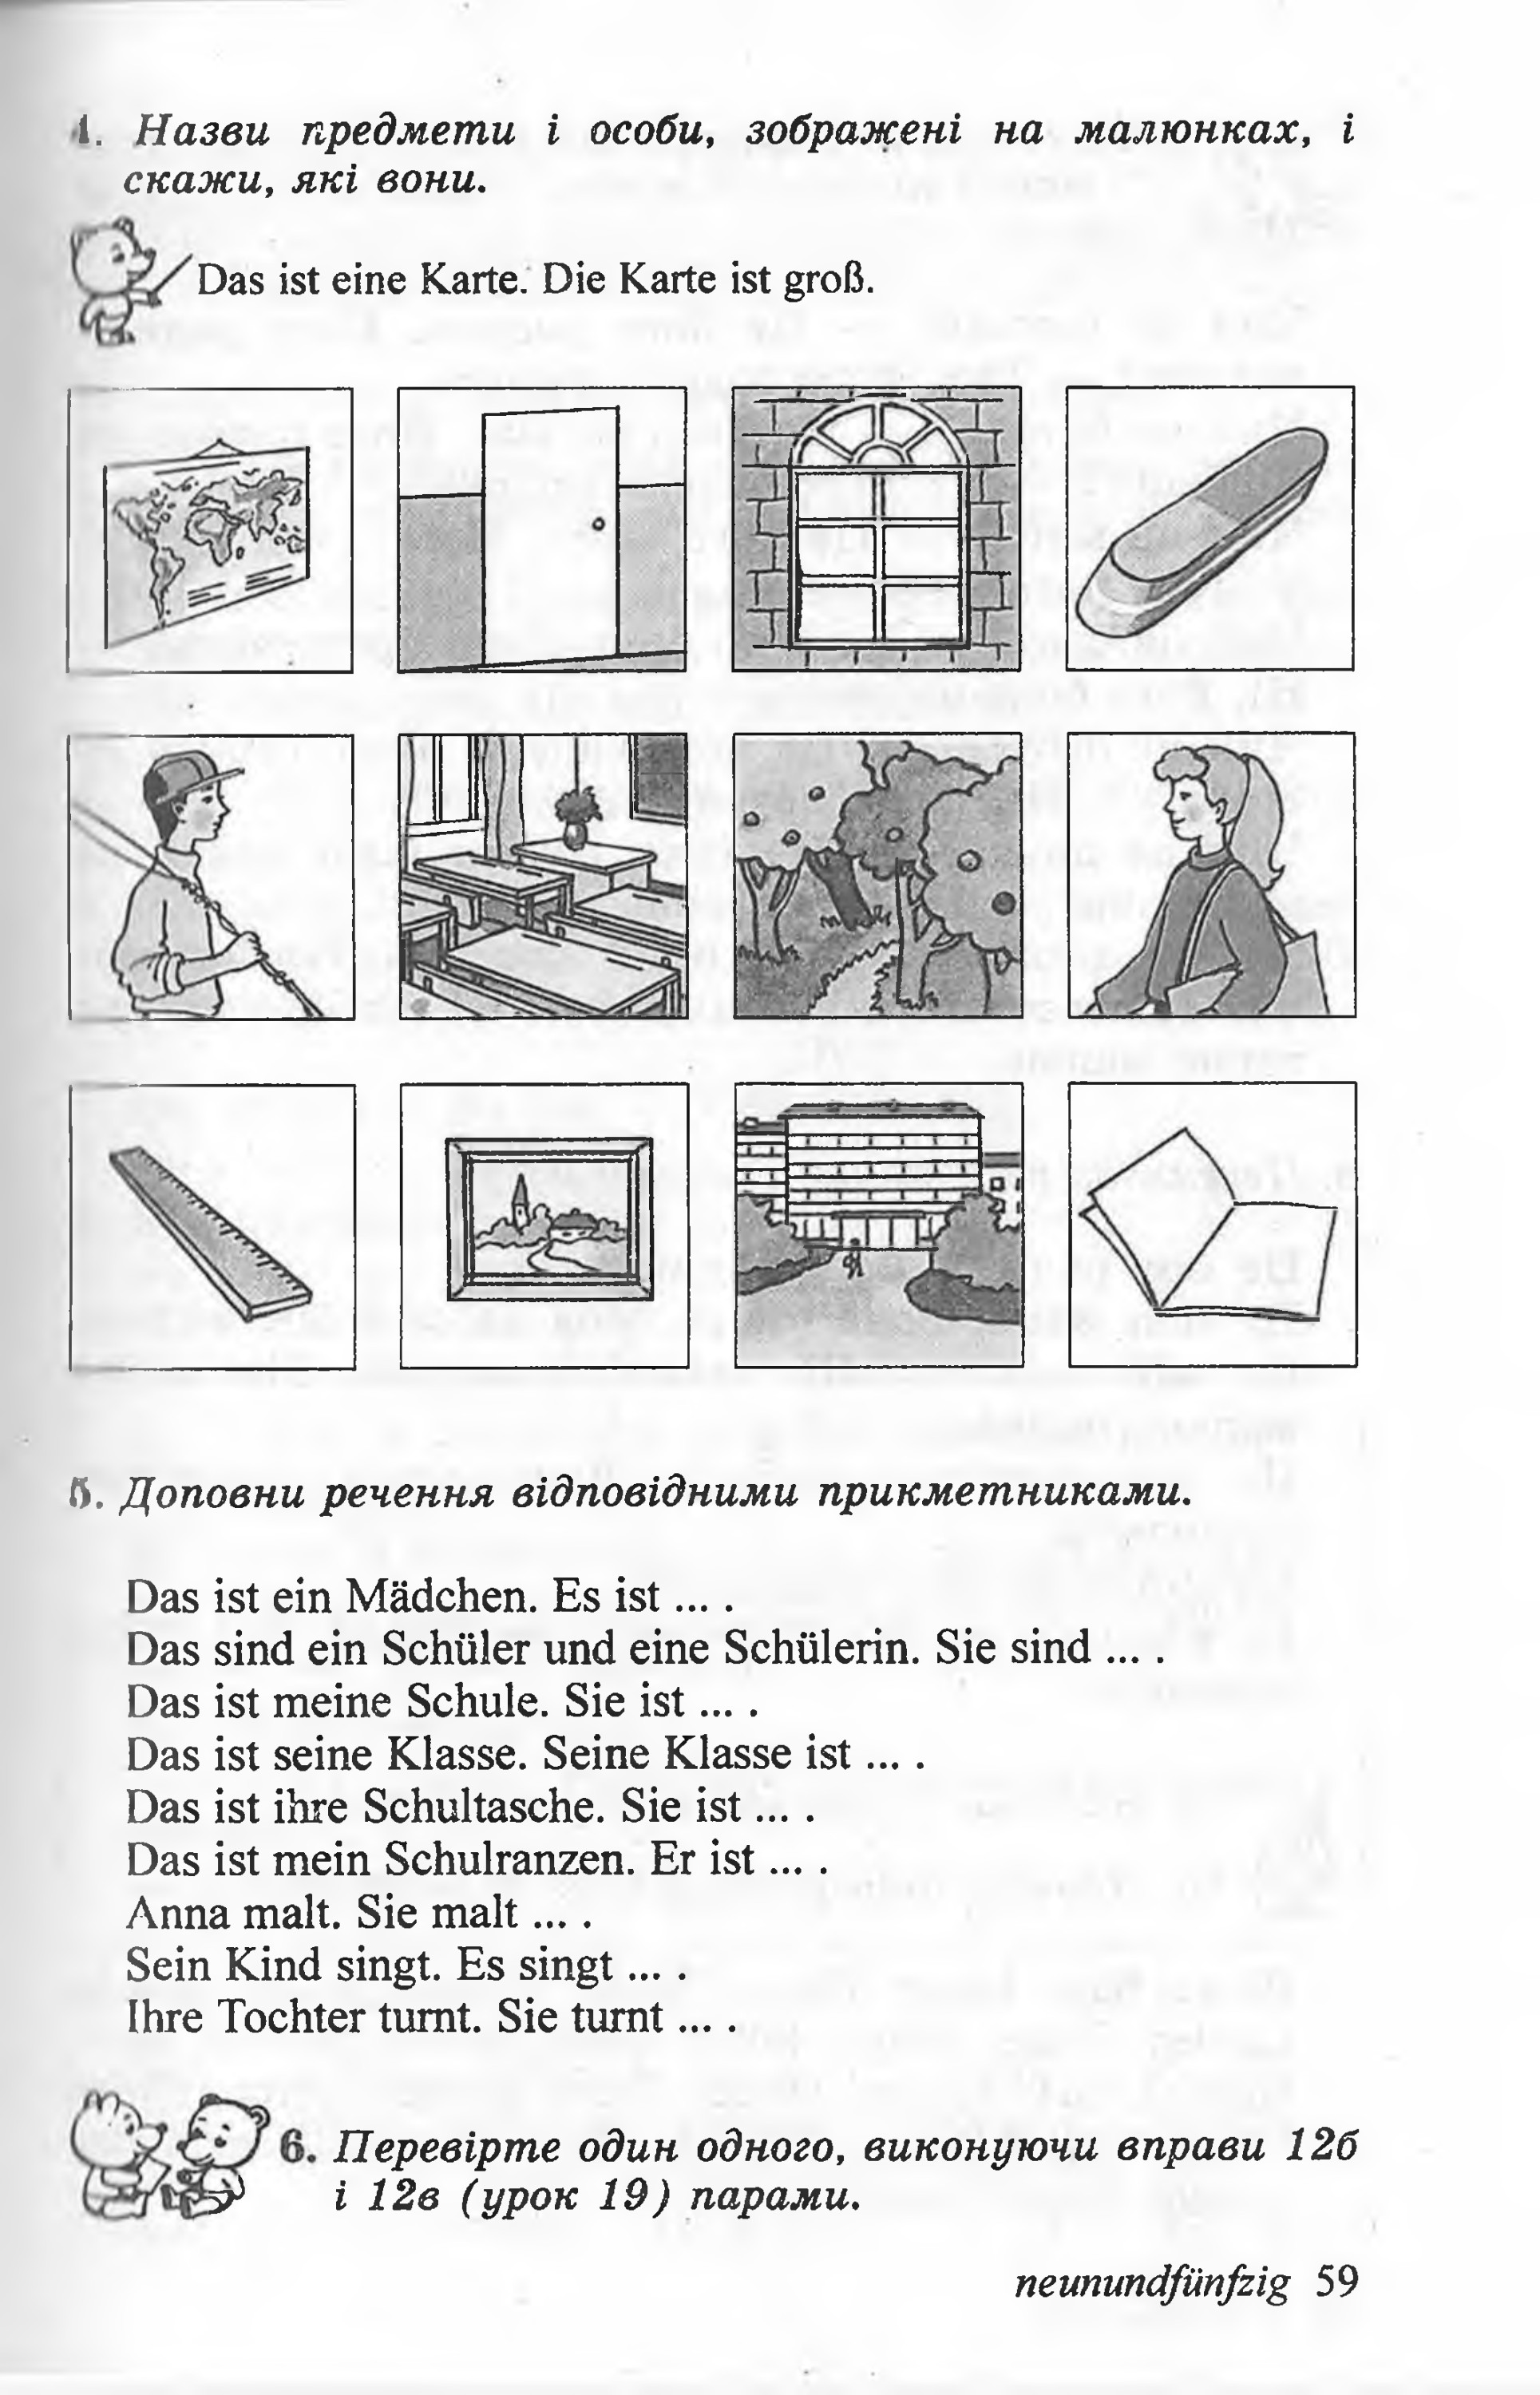 4. Назви предмети і особи, зображені на малюнках, і
скажи, які вони.
Das ist eine Karte. Die Karte ist groß.
5. Доповни речення відповідними прикметниками.
Das ist ein Mädchen. Es ist ... .
Das sind ein Schüler und eine Schülerin. Sie sind ... .
Das ist meine Schule. Sie ist ... .
Das ist seine Klasse. Seine Klasse ist ... .
Das ist ihre Schultasche. Sie ist ... .
Das ist mein Schulranzen. Er ist ... .
Anna malt. Sie malt ... .
Sein Kind singt. Es singt ... .
Ihre Tochter turnt. Sie turnt ... .
6. Перевірте один одного, виконуючи вправи 12б
і 12в (урок 19) парами.
neunundfünfzig 59